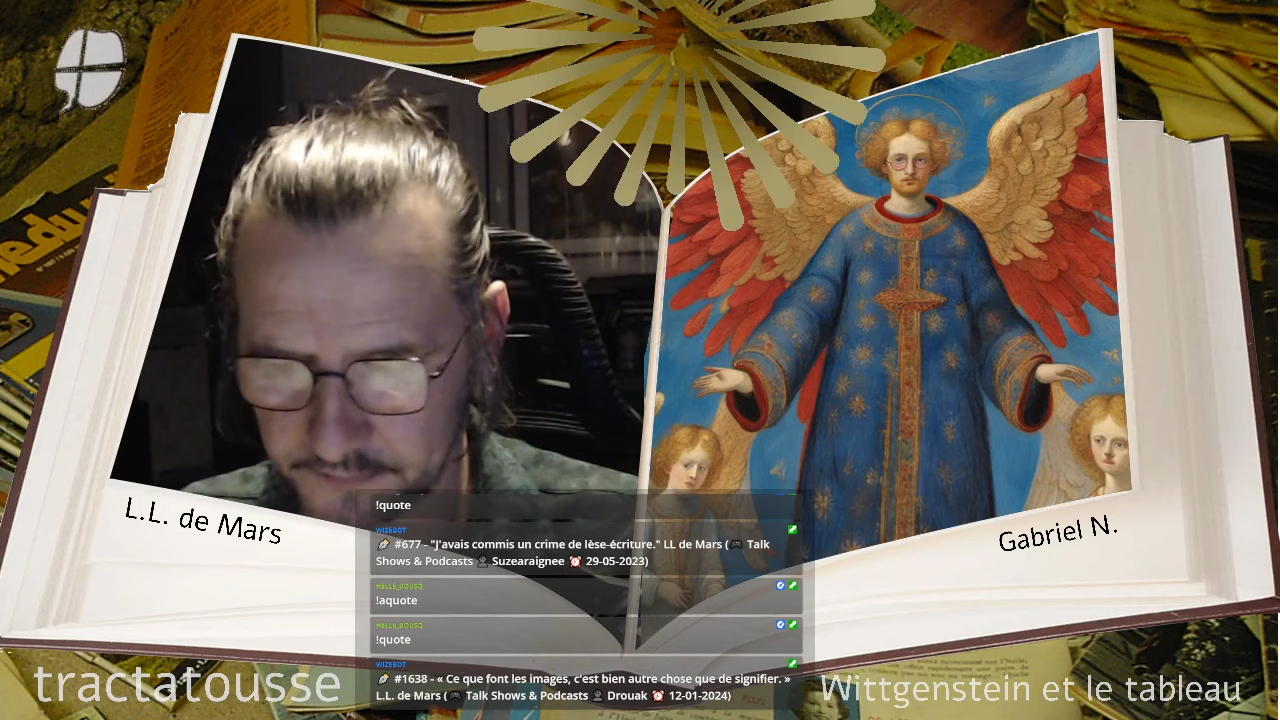 L.L. de Mars
Gabriel N.
!quote
WIZEBOT
#677 - "J'avais commis un crime de lèse-écriture." LL de Mars (🎮 Talk
Shows & Podcasts 👤 Suzearaignee ⏰ 29-05-2023)
HELLE_BOUSQ
!aquote
HELLE_BOUSQ
!quote
WIZEBOT
#1638 - « Ce que font les images, c'est bien autre chose que de signifier. »
L.L. de Mars (🎮 Talk Shows & Podcasts 👤 Drouak ⏰ 12-01-2024)
tractatousse
Wittgenstein et le tableau